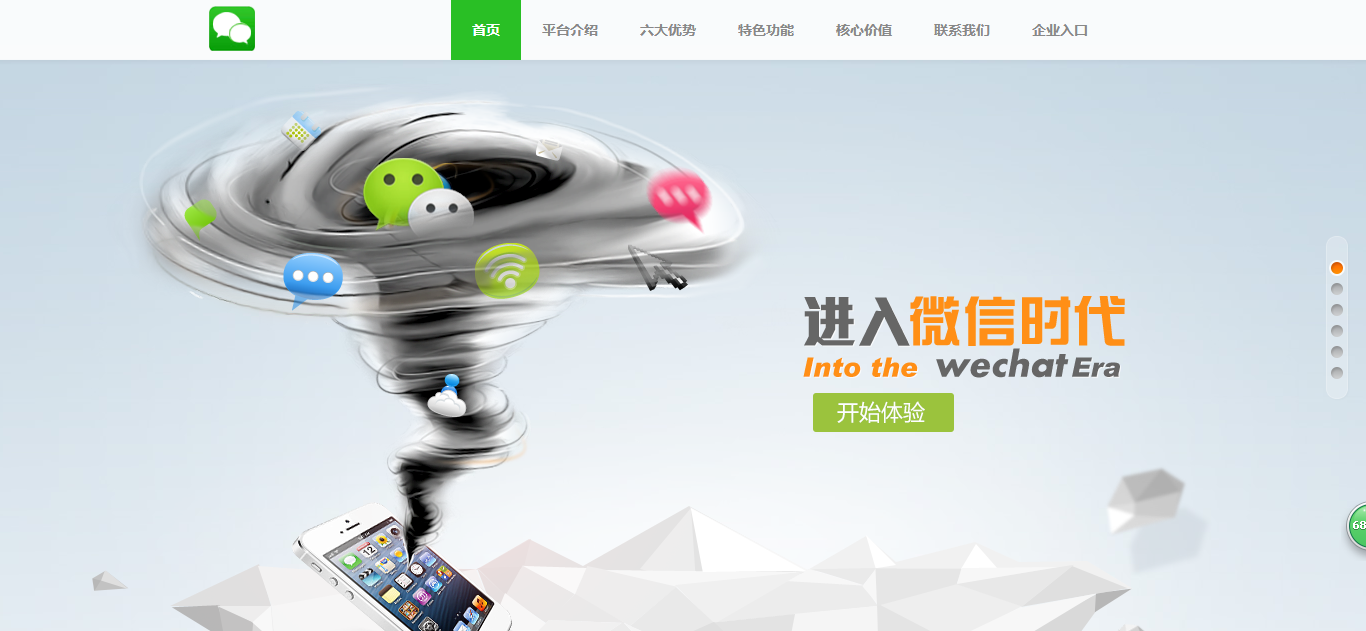 首页 平台介绍 六大优势 特色功能 核心价值 联系我们 企业入口
进入微信时代
Into the wechat Era
开始体验
68
12